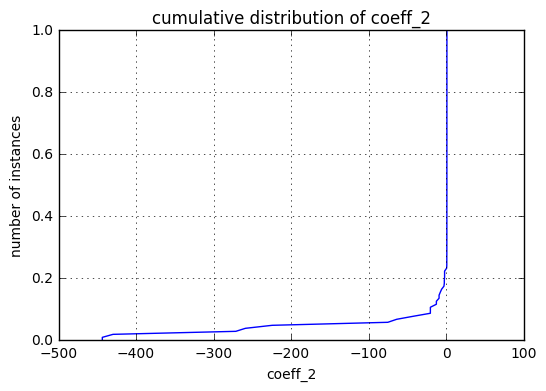 cumulative distribution of coeff_2
1.0
0.8
0.6
0.4
0.2
0.0
number of instances
−500 −400 −300 −200 −100 0 100
coeff_2